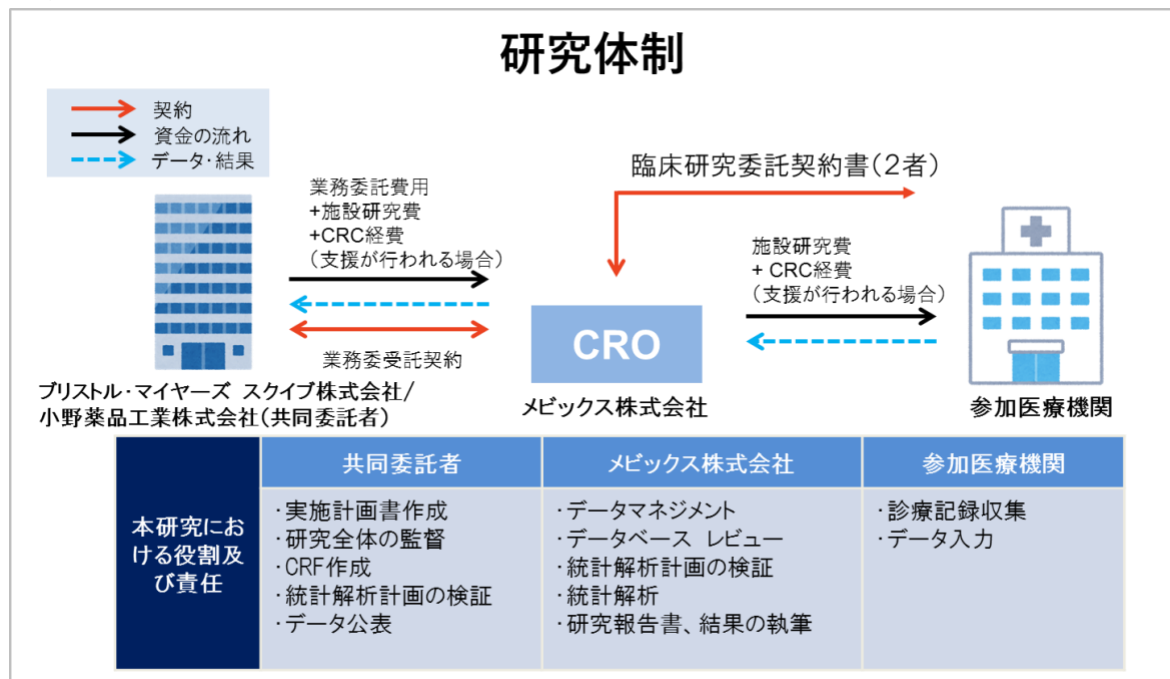 研究体制
契約
資金の流れ
データ・結果
業務委託費用
+施設研究費
+CRC経費
(支援が行われる場合)
業務委受託契約
臨床研究委託契約書(2者)
施設研究費
+ CRC経費
(支援が行われる場合)
CRO
ブリストル・マイヤーズ スクイブ株式会社/
小野薬品工業株式会社(共同委託者)
メビックス株式会社
参加医療機関
本研究にお
ける役割及
び責任
共同委託者
・実施計画書作成
・研究全体の監督
・CRF作成
・統計解析計画の検証
・データ公表
メビックス株式会社
・データマネジメント
・データベース レビュー
・統計解析計画の検証
・統計解析
・研究報告書、結果の執筆
参加医療機関
・診療記録収集
・データ入力